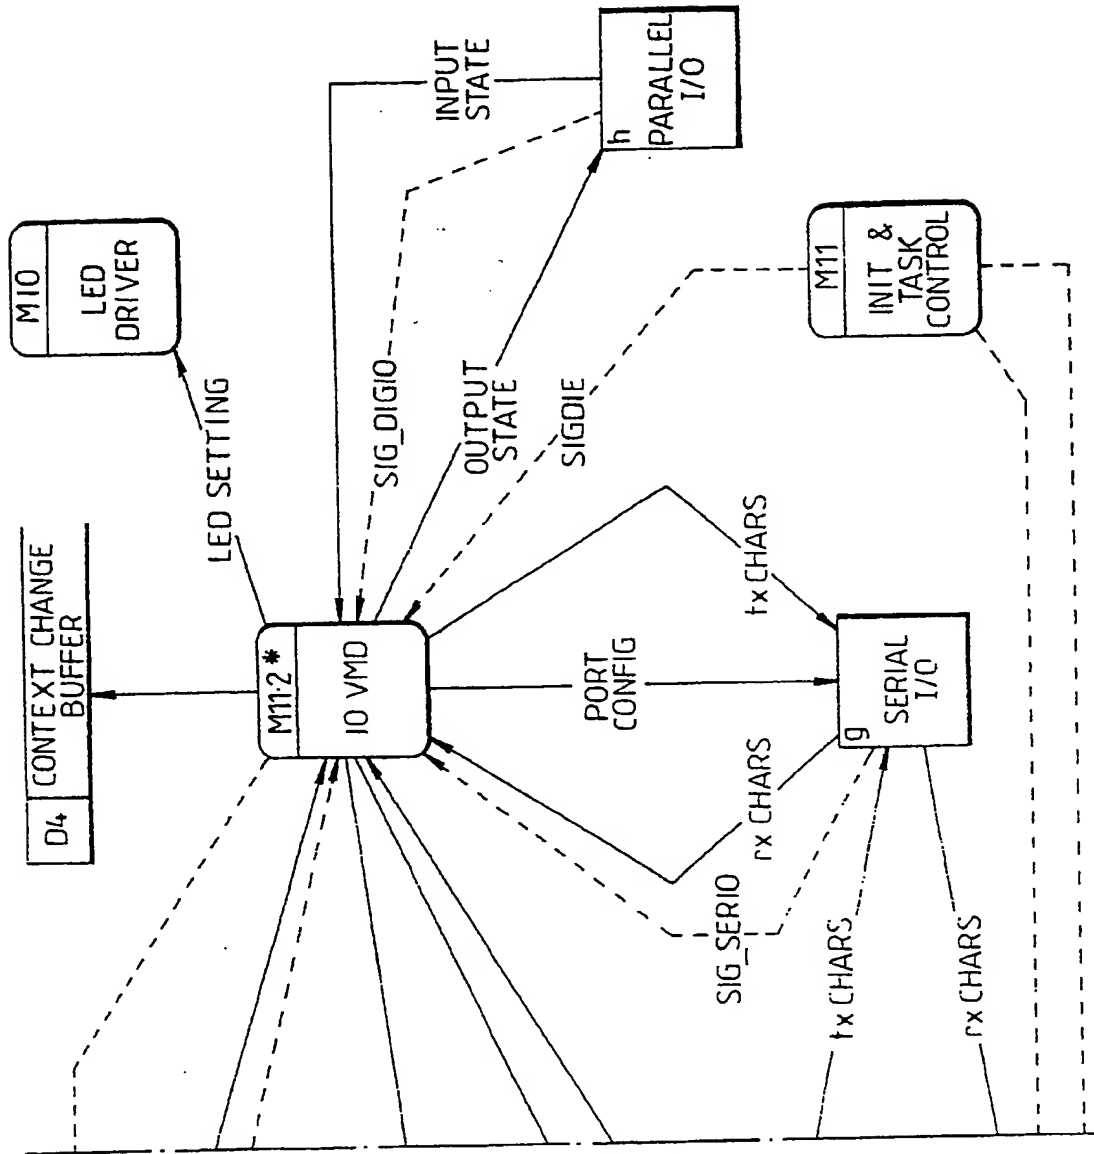 D4
CONTEXT CHANGE
BUFFER
M10
LED
DRIVER
LED SETTING
M11·2*
IO VMD
INPUT
STATE
SIG_DIGIO
OUTPUT
STATE
h
PARALLEL
I/O
SIGDIE
M11
INIT &
TASK
CONTROL
tx CHARS
PORT
CONFIG
rx CHARS
SIG_SERIO
g
SERIAL
I/O
tx CHARS
rx CHARS